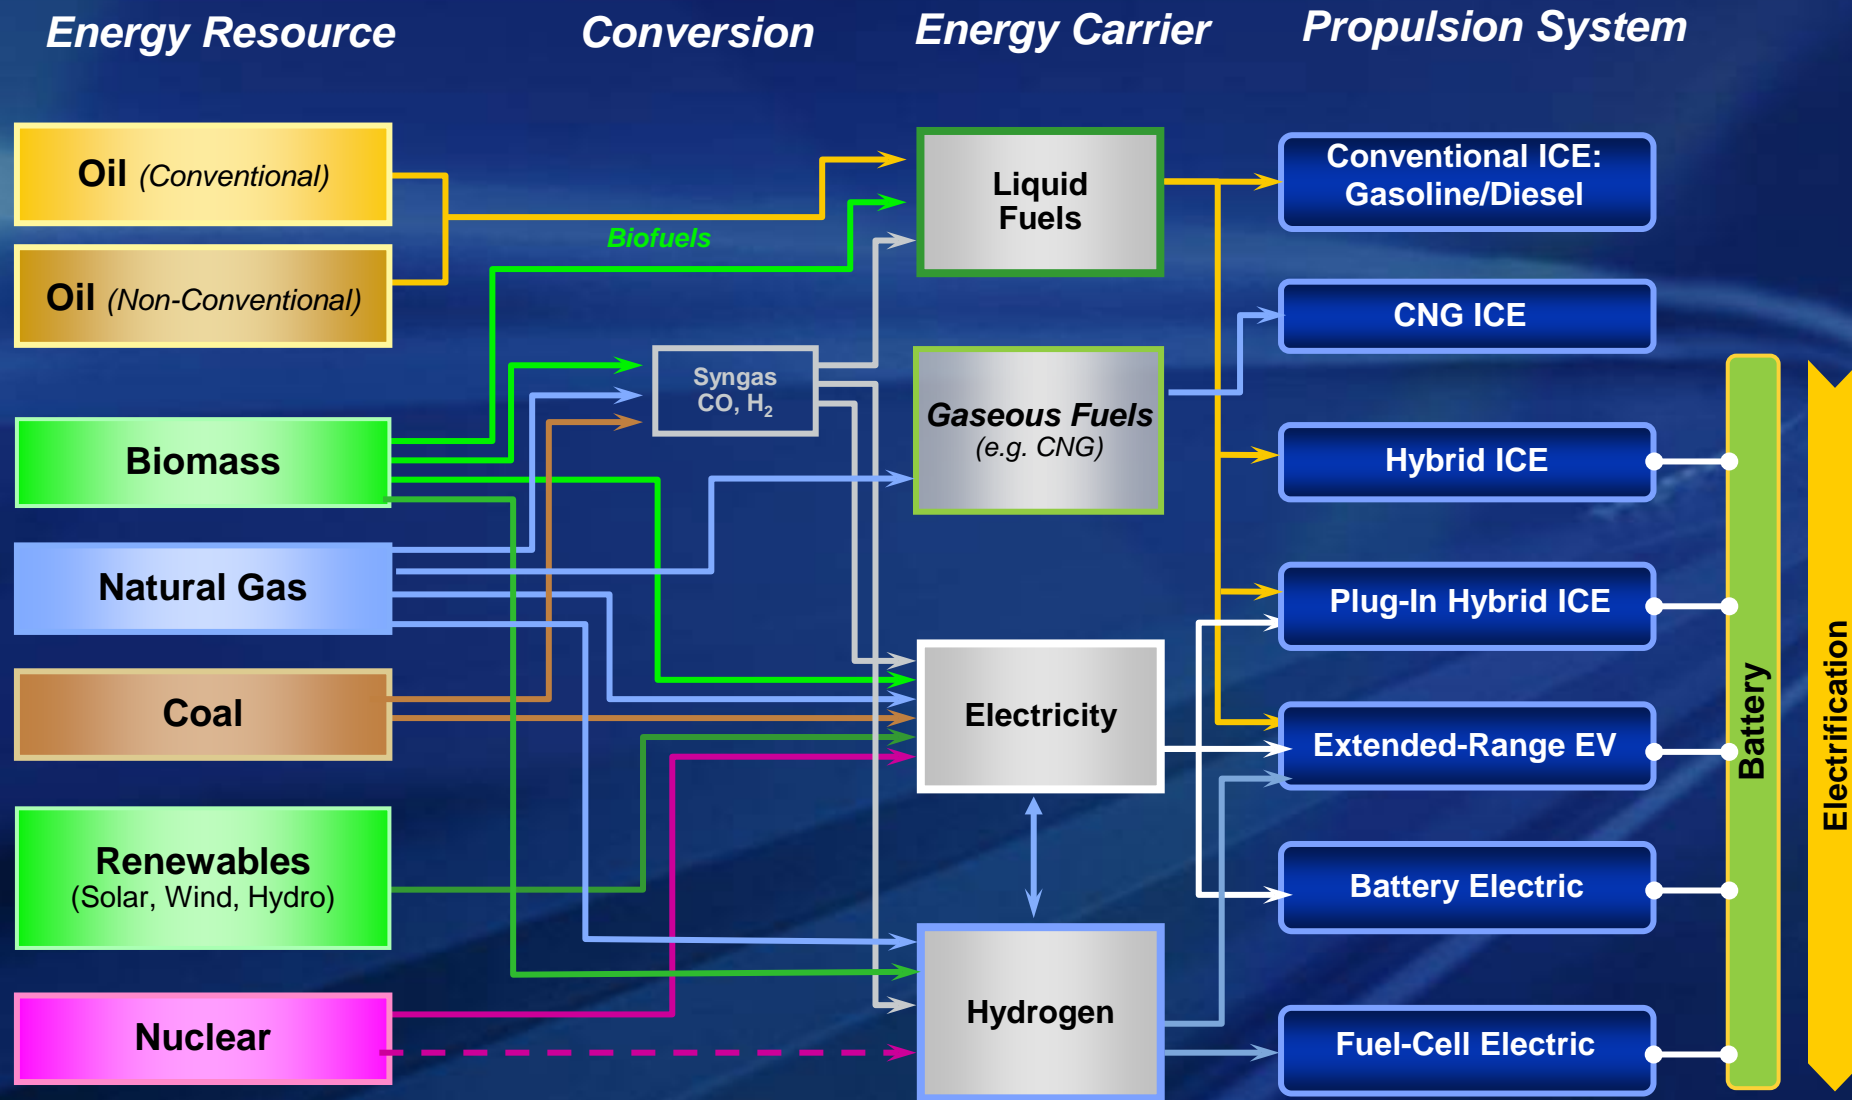 Energy Resource
Conversion
Energy Carrier
Propulsion System
Oil (Conventional)
Oil (Non-Conventional)
Biomass
Natural Gas
Coal
Renewables
(Solar, Wind, Hydro)
Nuclear
Biofuels
Syngas
CO, H₂
Liquid
Fuels
Gaseous Fuels
(e.g. CNG)
Electricity
Hydrogen
Conventional ICE:
Gasoline/Diesel
CNG ICE
Hybrid ICE
Plug-In Hybrid ICE
Extended-Range EV
Battery Electric
Fuel-Cell Electric
Battery
Electrification